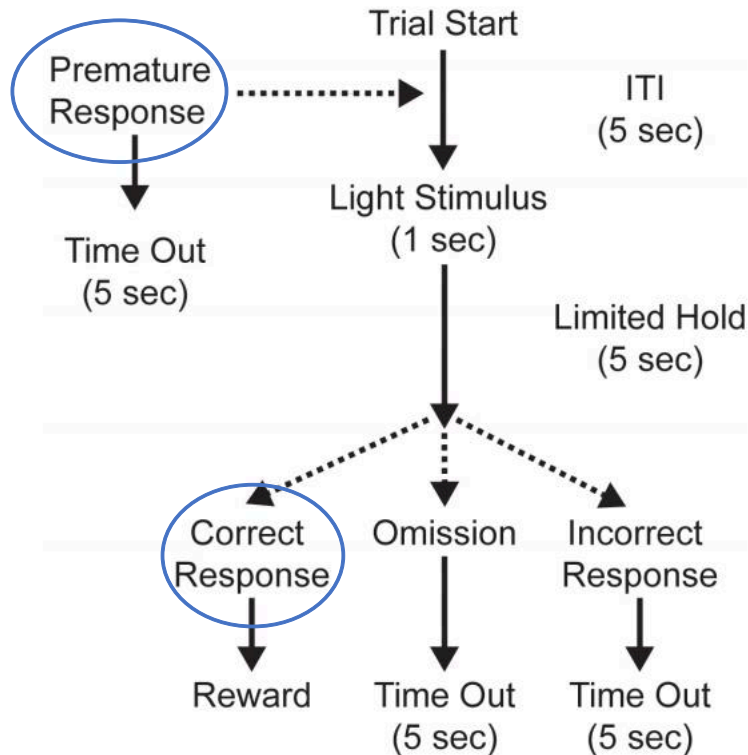 Trial Start
Premature
Response
ITI
(5 sec)
Light Stimulus
(1 sec)
Time Out
(5 sec)
Limited Hold
(5 sec)
Correct
Response
Omission
Incorrect
Response
Reward
Time Out
(5 sec)
Time Out
(5 sec)